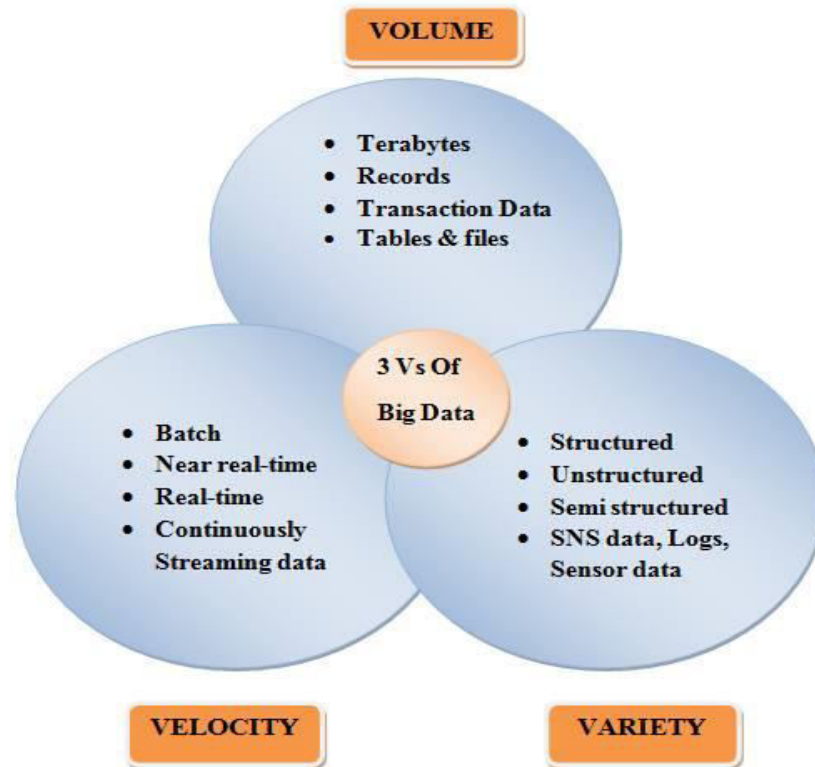 VOLUME
• Terabytes
• Records
• Transaction Data
• Tables & files
3 Vs Of
Big Data
• Batch
• Near real-time
• Real-time
• Continuously
Streaming data
• Structured
• Unstructured
• Semi structured
• SNS data, Logs,
Sensor data
VELOCITY
VARIETY